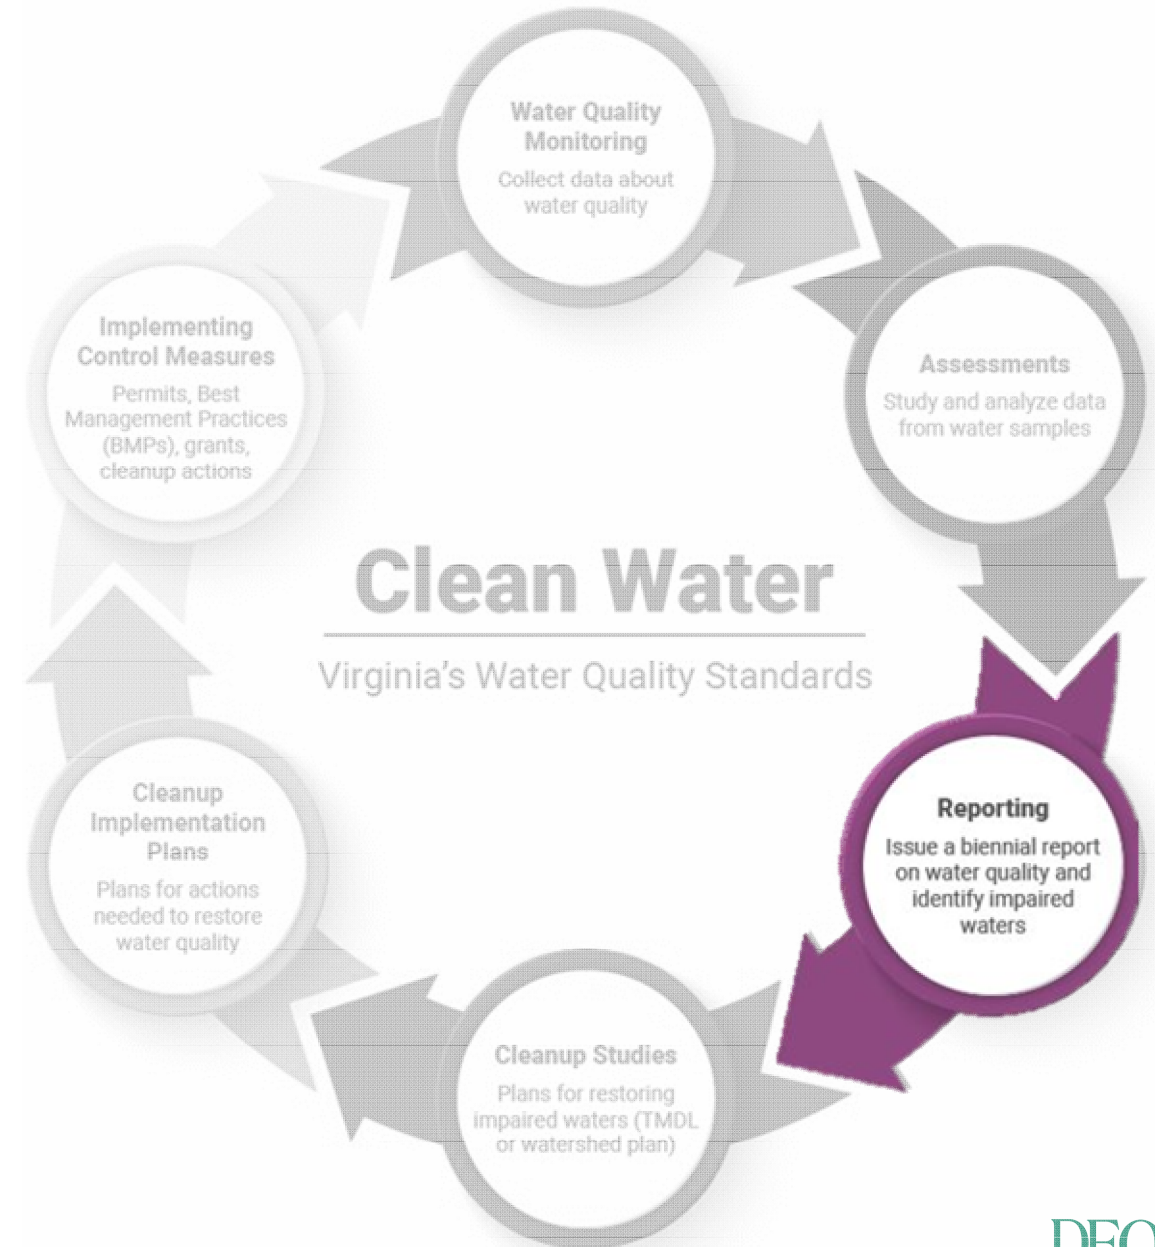 Water Quality
Monitoring
Collect data about
water quality
Assessments
Study and analyze data
from water samples
Reporting
Issue a biennial report
on water quality and
identify impaired
waters
Cleanup Studies
Plans for restoring
impaired waters (TMDL
or watershed plan)
Cleanup
Implementation
Plans
Plans for actions
needed to restore
water quality
Implementing
Control Measures
Permits, Best
Management Practices
(BMPs), grants,
cleanup actions
Clean Water
Virginia's Water Quality Standards
DEQ